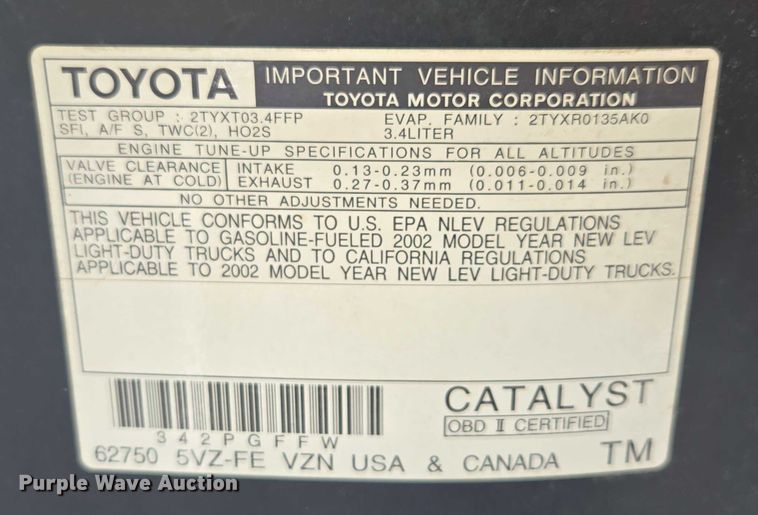 TOYOTA IMPORTANT VEHICLE INFORMATION
TOYOTA MOTOR CORPORATION
TEST GROUP : 2TYXT03.4FFP EVAP. FAMILY : 2TYXR0135AK0
SFI, A/F S, TWC(2), HO2S 3.4LITER
ENGINE TUNE-UP SPECIFICATIONS FOR ALL ALTITUDES
VALVE CLEARANCE INTAKE 0.13-0.23mm (0.006-0.009 in.)
(ENGINE AT COLD) EXHAUST 0.27-0.37mm (0.011-0.014 in.)
NO OTHER ADJUSTMENTS NEEDED.
THIS VEHICLE CONFORMS TO U.S. EPA NLEV REGULATIONS
APPLICABLE TO GASOLINE-FUELED 2002 MODEL YEAR NEW LEV
LIGHT-DUTY TRUCKS AND TO CALIFORNIA REGULATIONS
APPLICABLE TO 2002 MODEL YEAR NEW LEV LIGHT-DUTY TRUCKS.
CATALYST
OBD II CERTIFIED
342PGFFW
62750 5VZ-FE VZN USA & CANADA TM
Purple Wave Auction